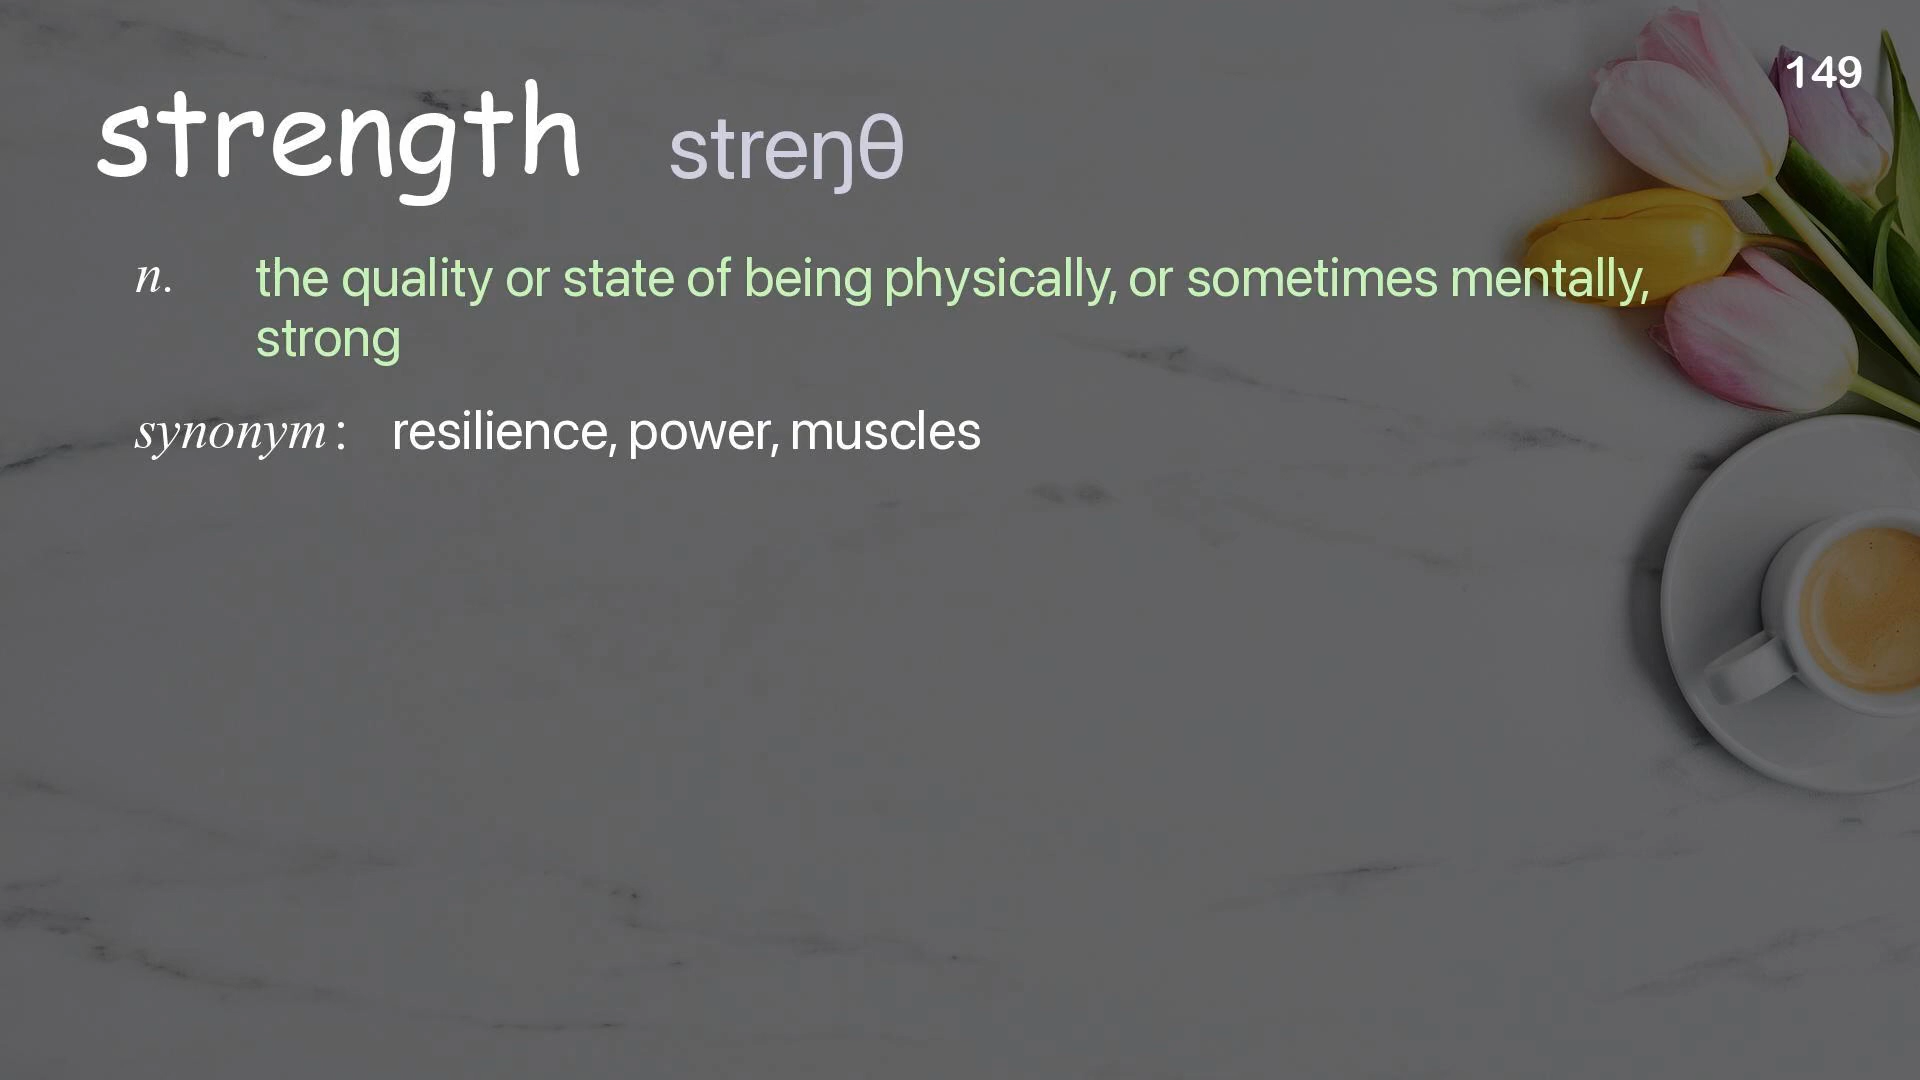 149
strength streŋθ
n. the quality or state of being physically, or sometimes mentally,
strong
synonym: resilience, power, muscles